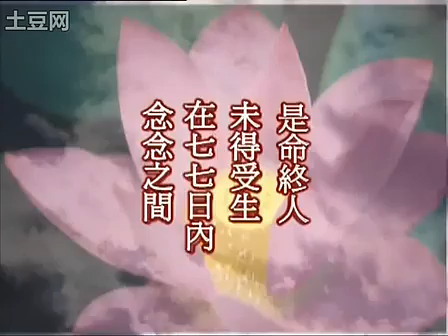 土豆网
是命終人
未得受生
在七七日內
念念之間